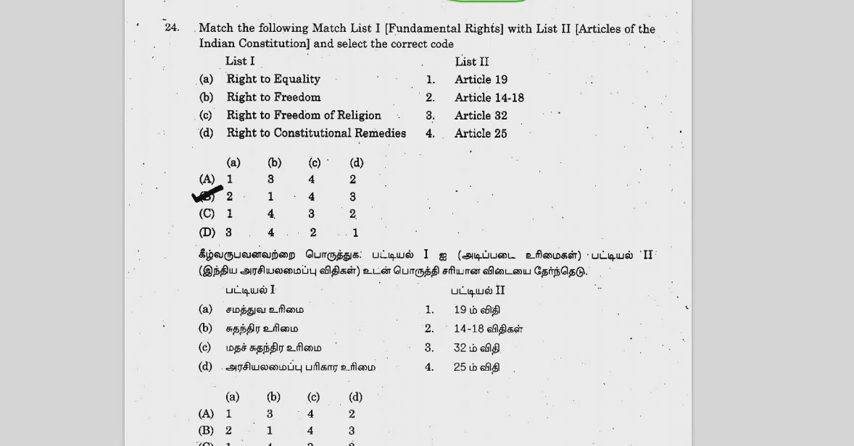 24. Match the following Match List I [Fundamental Rights] with List II [Articles of the
Indian Constitution] and select the correct code
List I List II
(a) Right to Equality 1. Article 19
(b) Right to Freedom 2. Article 14-18
(c) Right to Freedom of Religion 3. Article 32
(d) Right to Constitutional Remedies 4. Article 25
(a) (b) (c) (d)
(A) 1 3 4 2
(B) 2 1 4 3
(C) 1 4 3 2
(D) 3 4 2 1
கீழ்வருபவனவற்றை பொருத்துக: பட்டியல் I ஐ (அடிப்படை உரிமைகள்) பட்டியல் II
(இந்திய அரசியலமைப்பு விதிகள்) உடன் பொருத்தி சரியான விடையை தேர்ந்தெடு.
பட்டியல் I பட்டியல் II
(a) சமத்துவ உரிமை 1. 19 ம் விதி
(b) சுதந்திர உரிமை 2. 14-18 விதிகள்
(c) மதச் சுதந்திர உரிமை 3. 32 ம் விதி
(d) அரசியலமைப்பு பரிகார உரிமை 4. 25 ம் விதி
(a) (b) (c) (d)
(A) 1 3 4 2
(B) 2 1 4 3